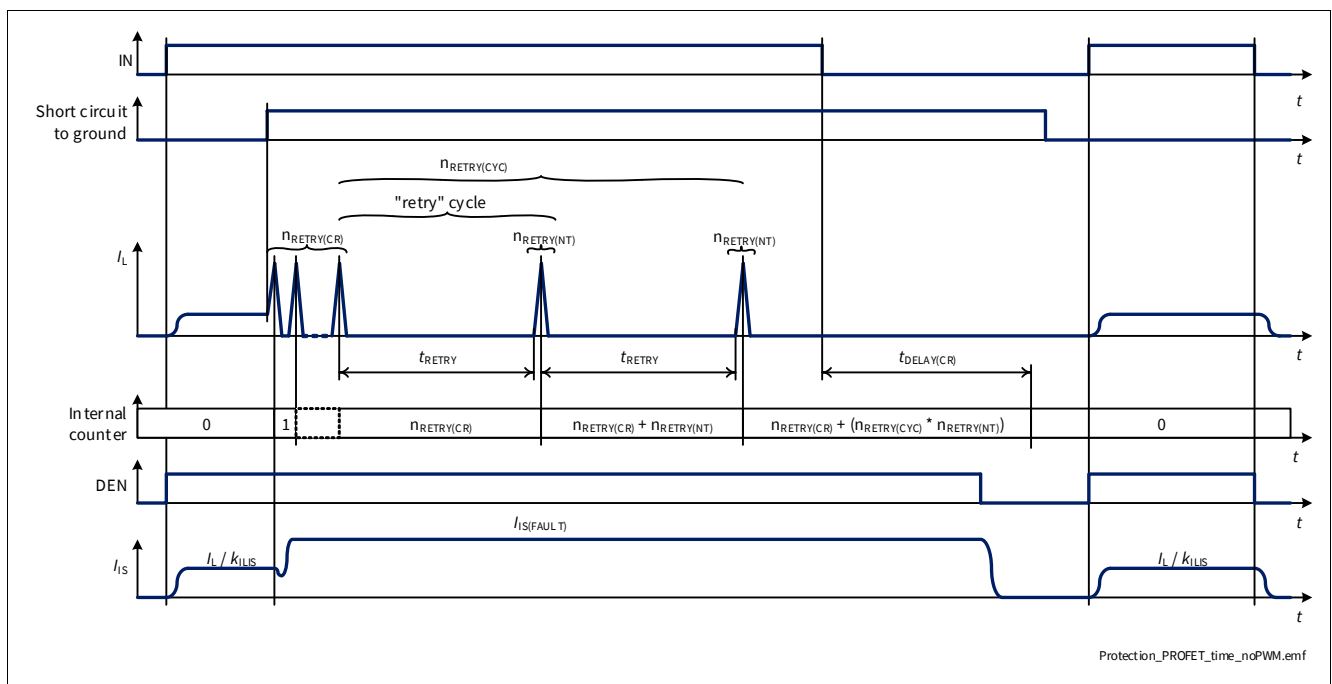 IN
t
Short circuit
to ground
t
nRETRY(CYC)
"retry" cycle
nRETRY(CR)
nRETRY(NT)
nRETRY(NT)
IL
t
tRETRY
tRETRY
tDELAY(CR)
Internal
counter
0
1
nRETRY(CR)
nRETRY(CR) + nRETRY(NT)
nRETRY(CR) + (nRETRY(CYC) * nRETRY(NT))
0
t
DEN
t
IIS(FAULT)
IIS
IL / kILIS
IL / kILIS
t
Protection_PROFET_time_noPWM.emf